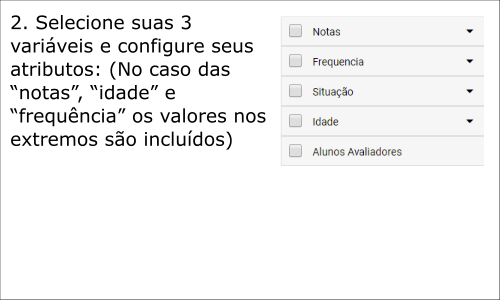 2. Selecione suas 3
variáveis e configure seus
atributos: (No caso das
“notas”, “idade” e
“frequência” os valores nos
extremos são incluídos)
Notas
Frequencia
Situação
Idade
Alunos Avaliadores